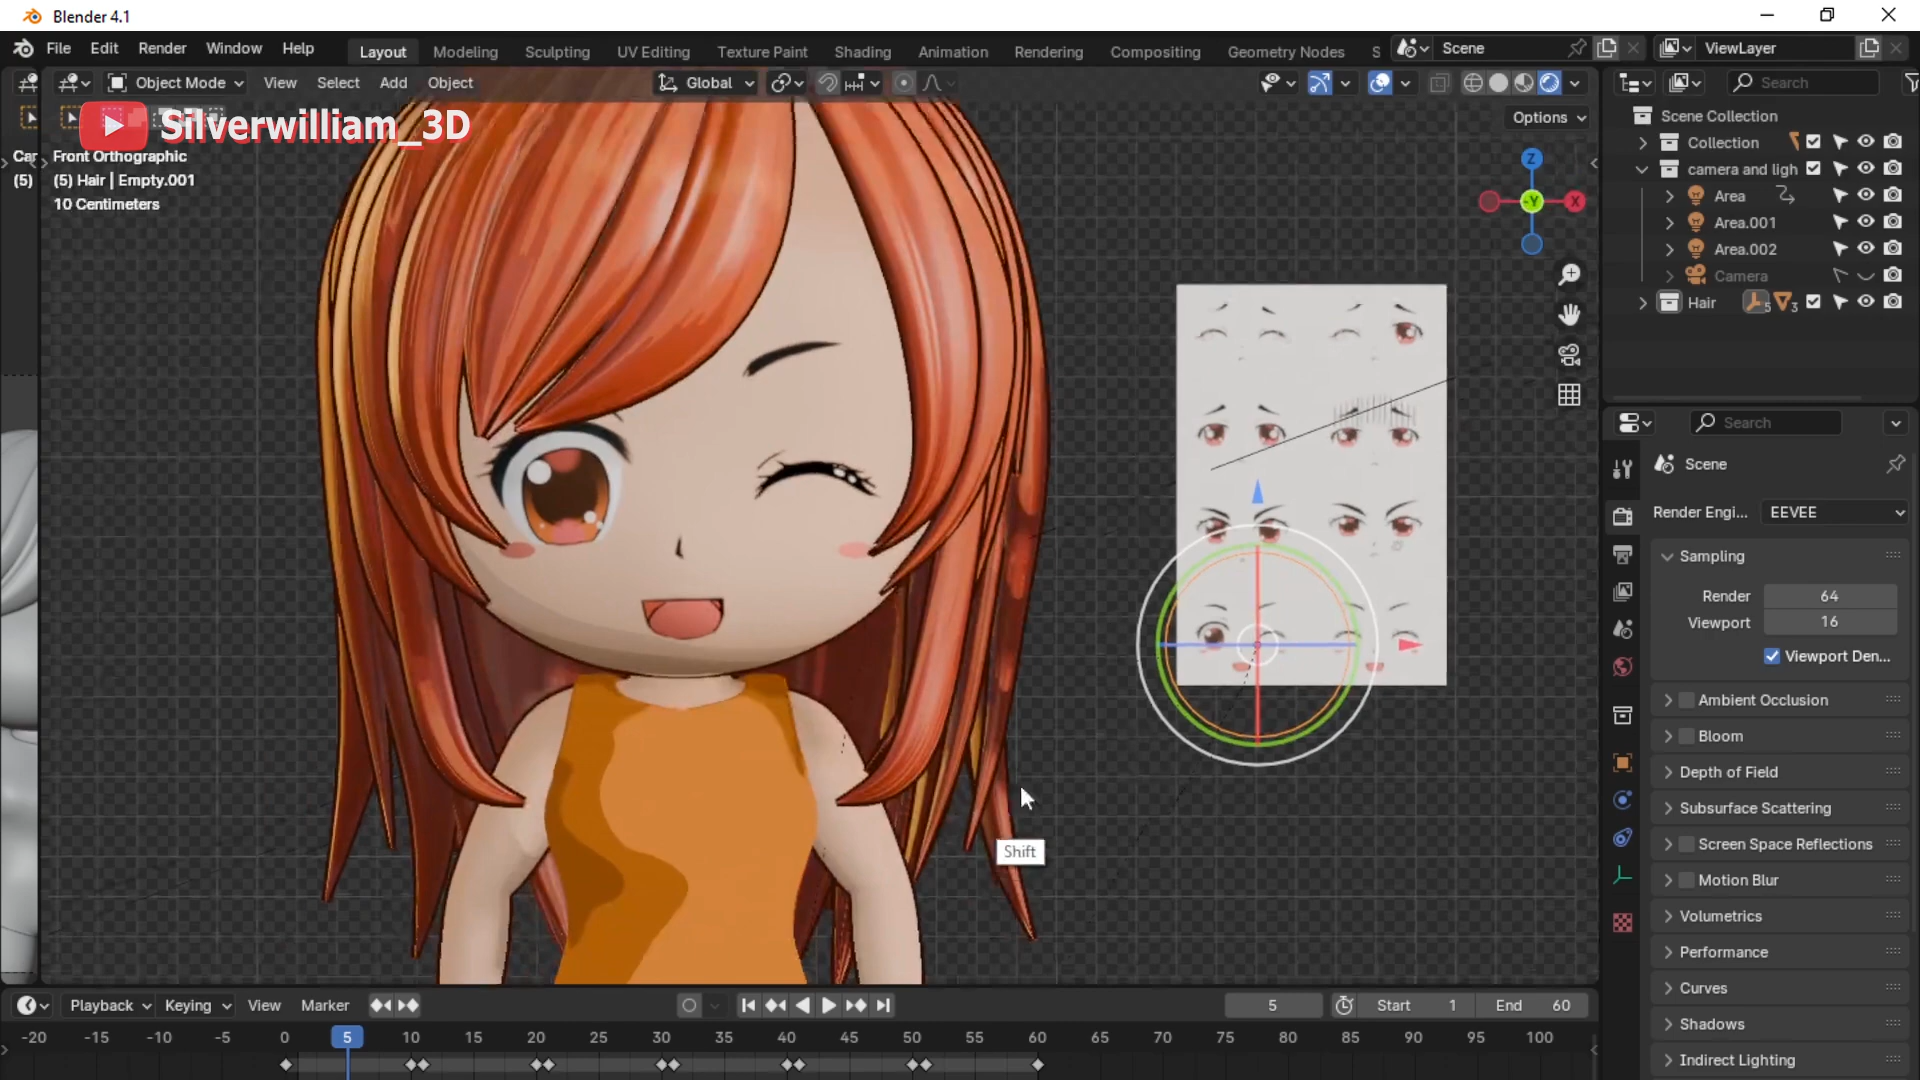 Blender 4.1
File Edit Render Window Help
Layout Modeling Sculpting UV Editing Texture Paint Shading Animation Rendering Compositing Geometry Nodes S
Scene
ViewLayer
Object Mode View Select Add Object
Global
Search
Options
Silverwilliam_3D
Car
(5)
Front Orthographic
(5) Hair | Empty.001
10 Centimeters
Z
-Y
X
Scene Collection
Collection
camera and ligh
Area
Area.001
Area.002
Camera
Hair 5 3
Search
Scene
Render Engi... EEVEE
Sampling
Render 64
Viewport 16
Viewport Den...
Ambient Occlusion
Bloom
Depth of Field
Subsurface Scattering
Screen Space Reflections
Motion Blur
Volumetrics
Performance
Curves
Shadows
Indirect Lighting
Shift
Playback Keying View Marker
5
Start 1
End 60
-20 -15 -10 -5 0 5 10 15 20 25 30 35 40 45 50 55 60 65 70 75 80 85 90 95 100